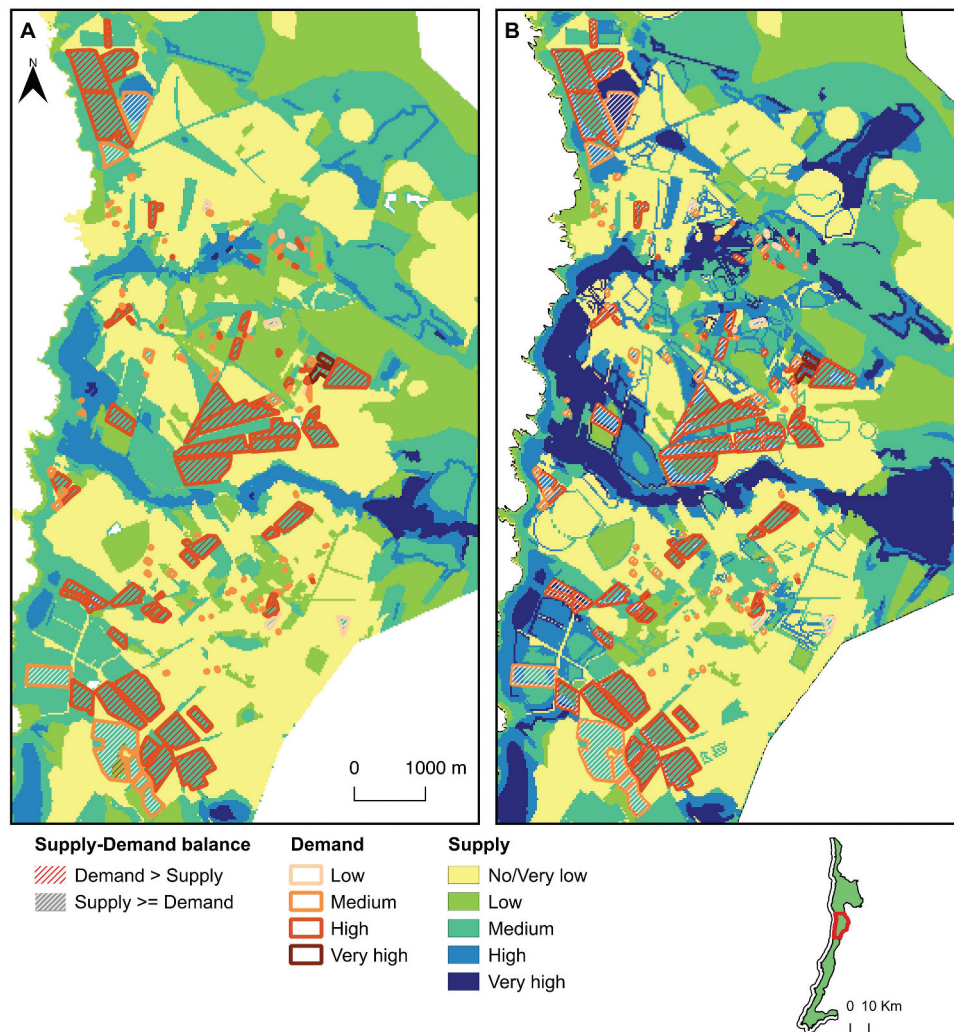 A
B
N
0 1000 m
Supply-Demand balance
Demand > Supply
Supply >= Demand
Demand
Low
Medium
High
Very high
Supply
No/Very low
Low
Medium
High
Very high
0 10 Km